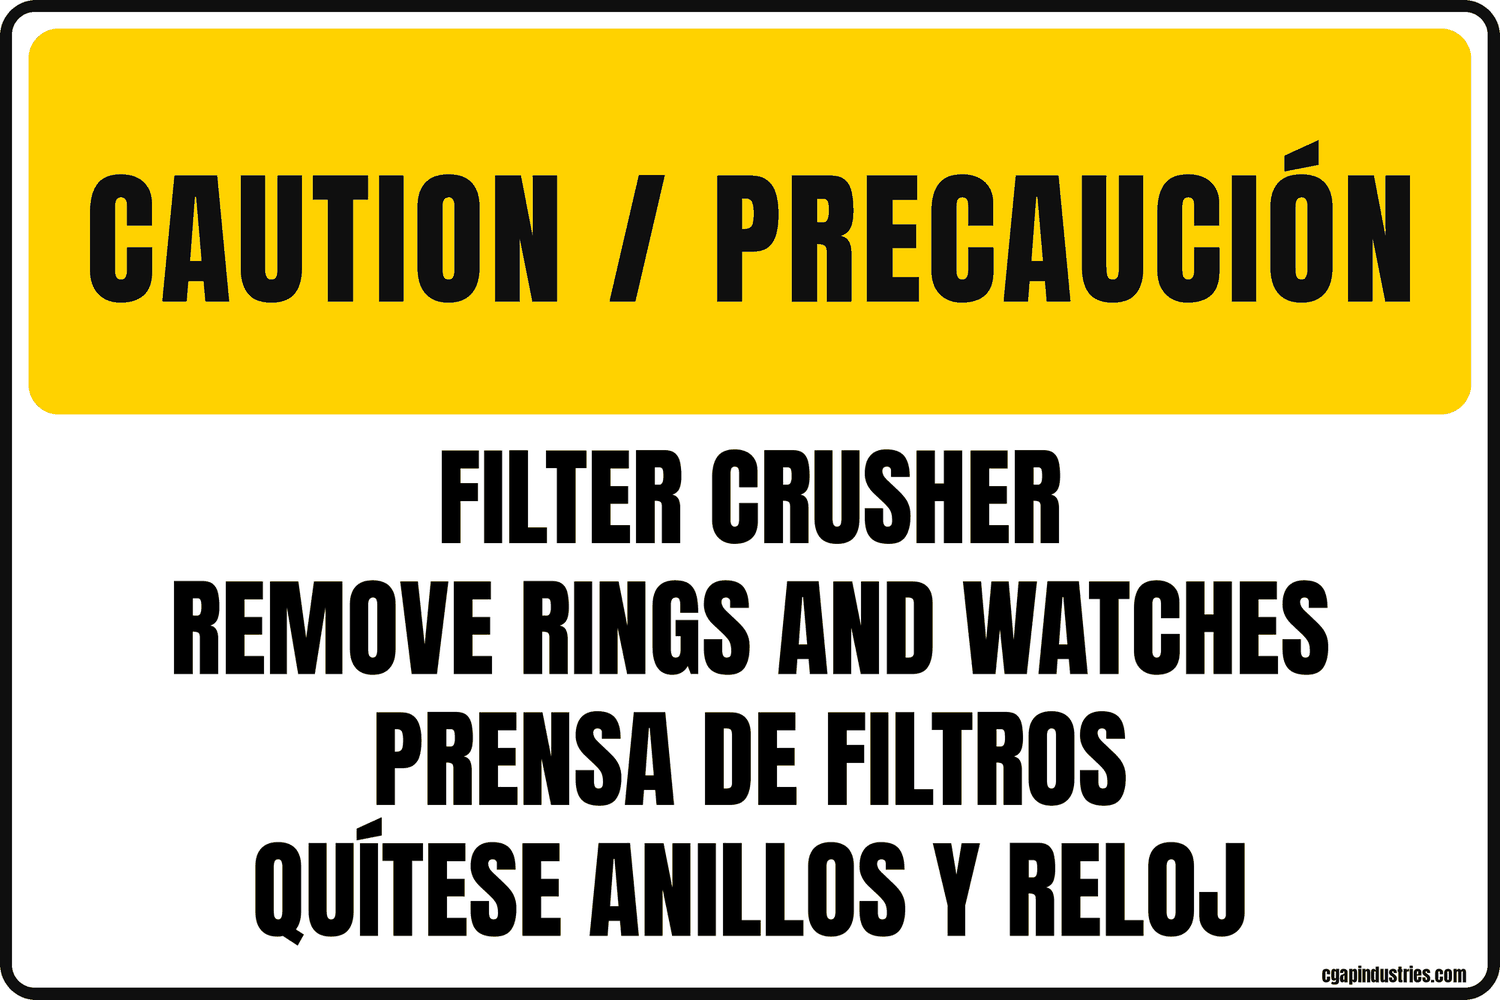 CAUTION / PRECAUCIÓN
FILTER CRUSHER
REMOVE RINGS AND WATCHES
PRENSA DE FILTROS
QUÍTESE ANILLOS Y RELOJ
cgapindustries.com